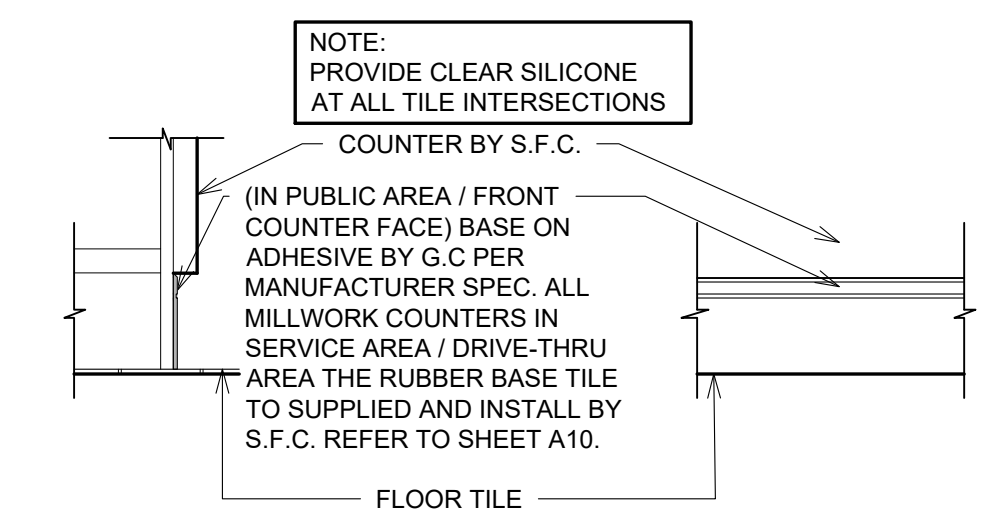 NOTE:
PROVIDE CLEAR SILICONE
AT ALL TILE INTERSECTIONS
COUNTER BY S.F.C.
(IN PUBLIC AREA / FRONT
COUNTER FACE) BASE ON
ADHESIVE BY G.C PER
MANUFACTURER SPEC. ALL
MILLWORK COUNTERS IN
SERVICE AREA / DRIVE-THRU
AREA THE RUBBER BASE TILE
TO SUPPLIED AND INSTALL BY
S.F.C. REFER TO SHEET A10.
FLOOR TILE